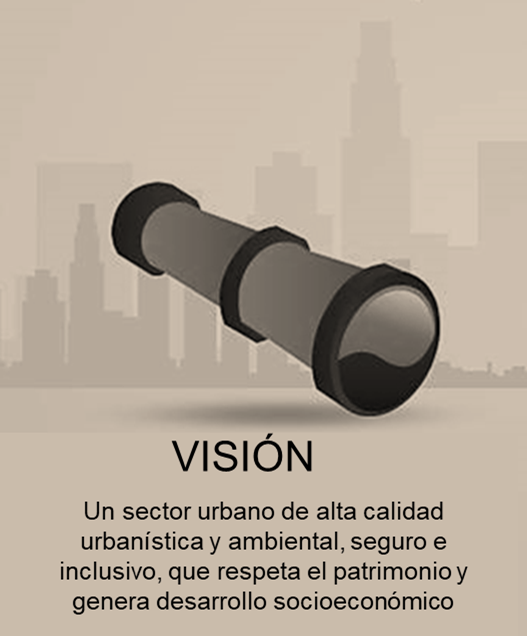 VISIÓN
Un sector urbano de alta calidad
urbanística y ambiental, seguro e
inclusivo, que respeta el patrimonio y
genera desarrollo socioeconómico